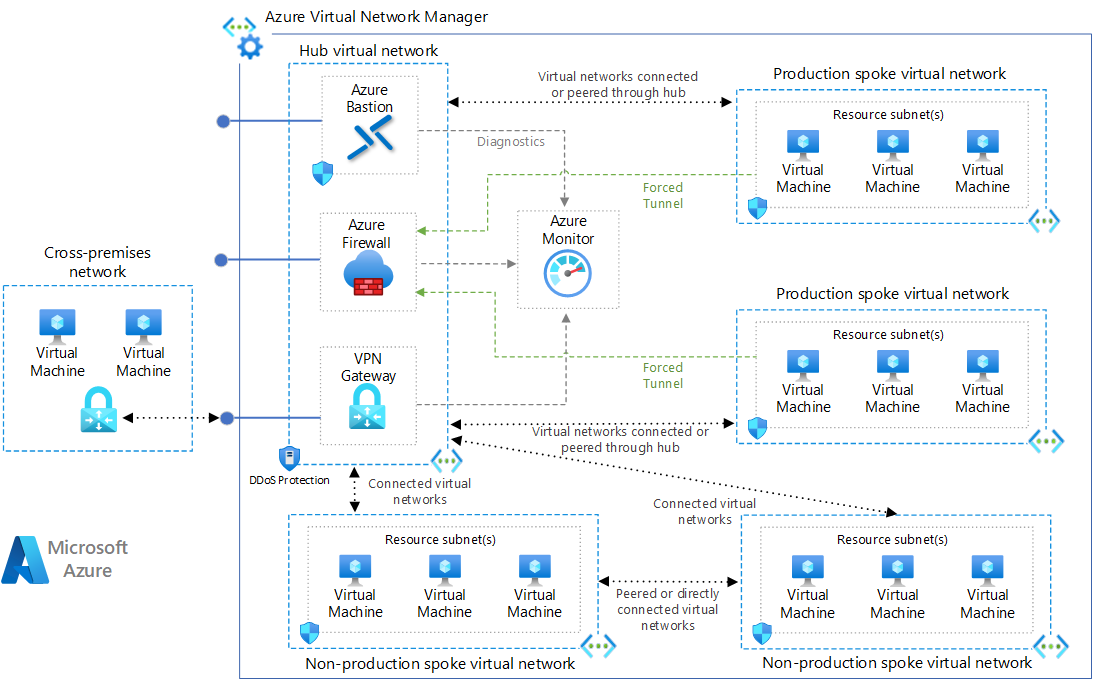 Azure Virtual Network Manager
Hub virtual network
Azure
Bastion
Virtual networks connected
or peered through hub
Production spoke virtual network
Resource subnet(s)
Virtual
Machine
Virtual
Machine
Virtual
Machine
Diagnostics
Forced
Tunnel
Azure
Firewall
Azure
Monitor
Cross-premises
network
Virtual
Machine
Virtual
Machine
Production spoke virtual network
Resource subnet(s)
Virtual
Machine
Virtual
Machine
Virtual
Machine
VPN
Gateway
Forced
Tunnel
Virtual networks connected or
peered through hub
DDoS Protection
Connected virtual
networks
Connected virtual
networks
Microsoft
Azure
Resource subnet(s)
Virtual
Machine
Virtual
Machine
Virtual
Machine
Non-production spoke virtual network
Peered or directly
connected virtual
networks
Resource subnet(s)
Virtual
Machine
Virtual
Machine
Virtual
Machine
Non-production spoke virtual network